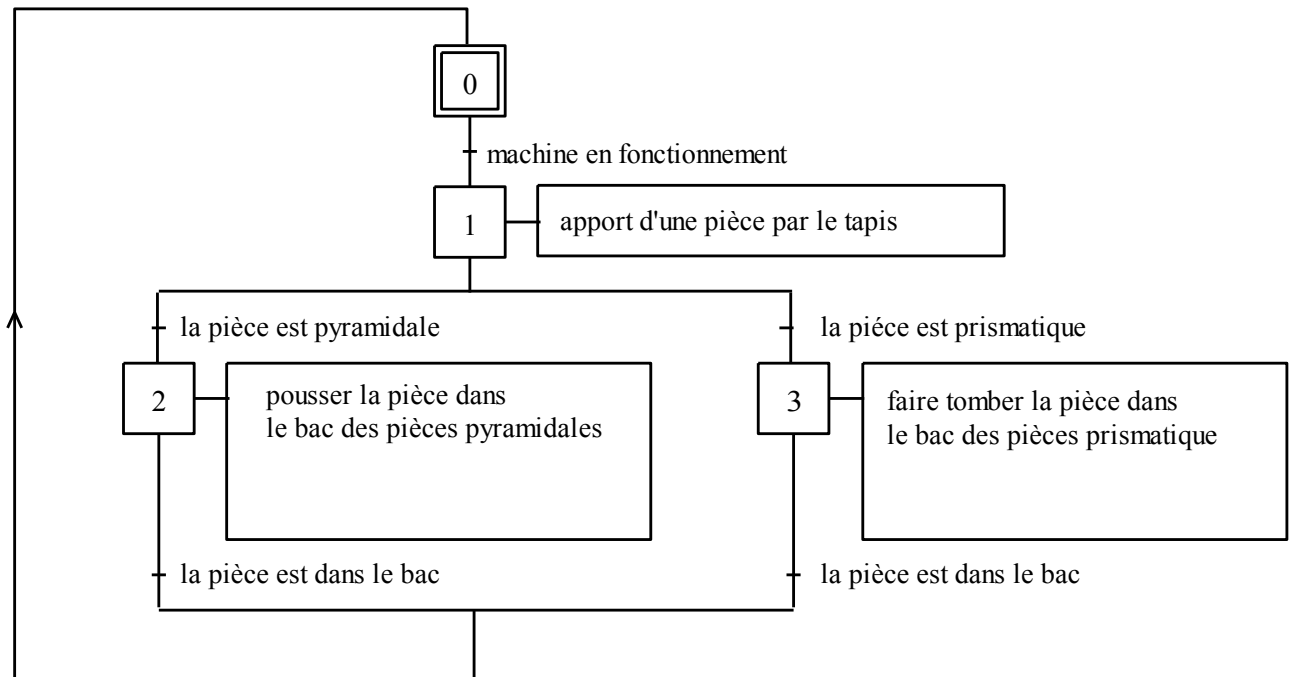 0
machine en fonctionnement
1
apport d'une pièce par le tapis
la pièce est pyramidale
la piéce est prismatique
2
pousser la pièce dans
le bac des pièces pyramidales
3
faire tomber la pièce dans
le bac des pièces prismatique
la pièce est dans le bac
la pièce est dans le bac